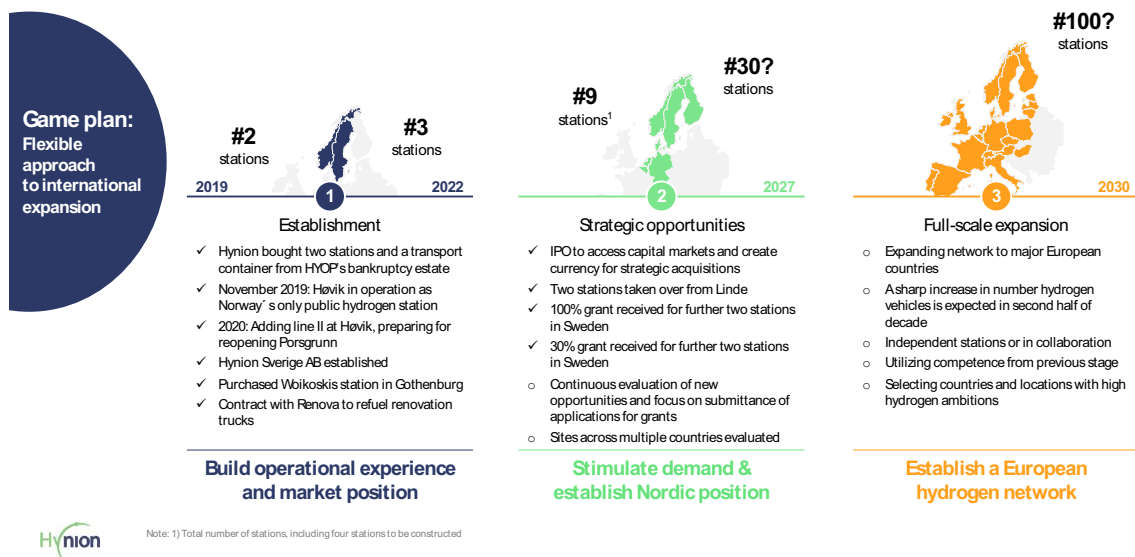 Game plan:
Flexible
approach
to international
expansion
#2
stations
#3
stations
2019
1
2022
Establishment
✓ Hynion bought two stations and a transport
container from HYOP's bankruptcy estate
✓ November 2019: Høvik in operation as
Norway´s only public hydrogen station
✓ 2020: Adding line II at Høvik, preparing for
reopening Porsgrunn
✓ Hynion Sverige AB established
✓ Purchased Woikoskis station in Gothenburg
✓ Contract with Renova to refuel renovation
trucks
Build operational experience
and market position
#9
stations1
#30?
stations
2
2027
Strategic opportunities
✓ IPO to access capital markets and create
currency for strategic acquisitions
✓ Two stations taken over from Linde
✓ 100% grant received for further two stations
in Sweden
✓ 30% grant received for further two stations
in Sweden
o Continuous evaluation of new
opportunities and focus on submittance of
applications for grants
o Sites across multiple countries evaluated
Stimulate demand &
establish Nordic position
#100?
stations
3
2030
Full-scale expansion
o Expanding network to major European
countries
o A sharp increase in number hydrogen
vehicles is expected in second half of
decade
o Independent stations or in collaboration
o Utilizing competence from previous stage
o Selecting countries and locations with high
hydrogen ambitions
Establish a European
hydrogen network
Hynion
Note: 1) Total number of stations, including four stations to be constructed